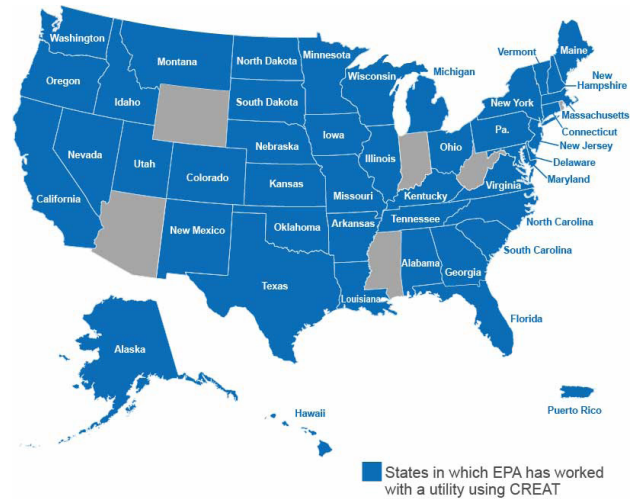 Washington
Oregon
California
Nevada
Idaho
Montana
Utah
Colorado
New Mexico
North Dakota
South Dakota
Nebraska
Kansas
Oklahoma
Texas
Minnesota
Iowa
Missouri
Arkansas
Louisiana
Wisconsin
Illinois
Michigan
Ohio
Kentucky
Tennessee
Alabama
Georgia
Florida
South Carolina
North Carolina
Virginia
Pa.
New York
Vermont
Maine
New
Hampshire
Massachusetts
Connecticut
New Jersey
Delaware
Maryland
Alaska
Hawaii
Puerto Rico
States in which EPA has worked
with a utility using CREAT